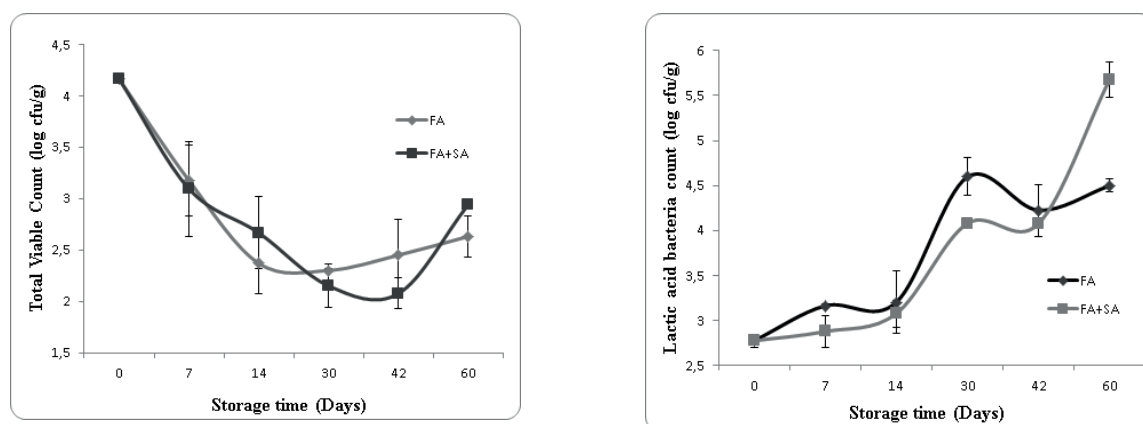 Total Viable Count (log cfu/g)
4,5
4
3,5
3
2,5
2
1,5
FA
FA+SA
0 7 14 30 42 60
Storage time (Days)
Lactic acid bacteria count (log cfu/g)
6
5,5
5
4,5
4
3,5
3
2,5
FA
FA+SA
0 7 14 30 42 60
Storage time (Days)